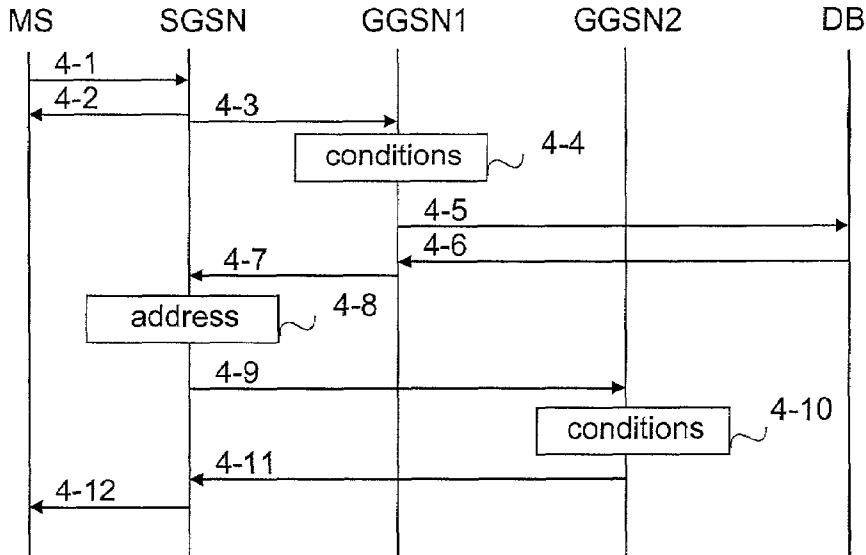 MS SGSN GGSN1 GGSN2 DB
4-1
4-2 4-3
conditions 4-4
4-5
4-6
4-7
address 4-8
4-9
conditions 4-10
4-11
4-12